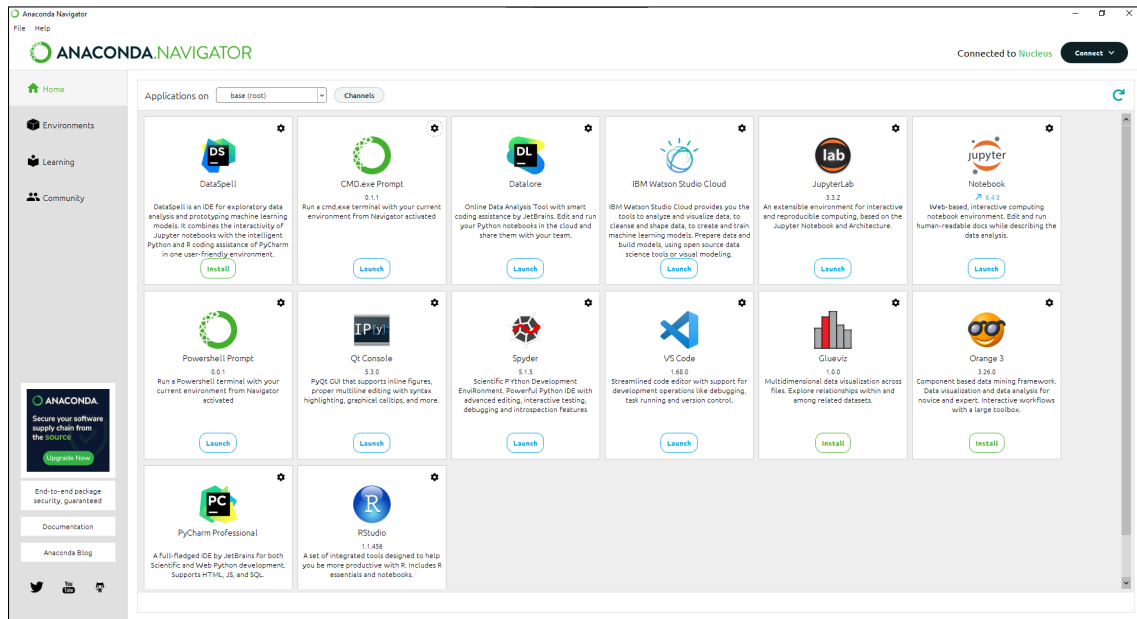 Anaconda Navigator
File Help
ANACONDA.NAVIGATOR
Connected to Nucleus
Connect
Home
Environments
Learning
Community
ANACONDA.
Secure your software
supply chain from
the source
Upgrade Now
End-to-end package
security, guaranteed
Documentation
Anaconda Blog
You
Tube
Applications on base (root) Channels
DS
DataSpell
DataSpell is an IDE for exploratory data
analysis and prototyping machine learning
models. It combines the interactivity of
Jupyter notebooks with the intelligent
Python and R coding assistance of PyCharm
in one user-friendly environment.
Install
CMD.exe Prompt
0.1.1
Run a cmd.exe terminal with your current
environment from Navigator activated
Launch
DL
Datalore
Online Data Analysis Tool with smart
coding assistance by JetBrains. Edit and run
your Python notebooks in the cloud and
share them with your team.
Launch
IBM Watson Studio Cloud
IBM Watson Studio Cloud provides you the
tools to analyze and visualize data, to
cleanse and shape data, to create and train
machine learning models. Prepare data and
build models, using open source data
science tools or visual modeling.
Launch
lab
JupyterLab
3.3.2
An extensible environment for interactive
and reproducible computing, based on the
Jupyter Notebook and Architecture.
Launch
jupyter
Notebook
6.4.8
Web-based, interactive computing
notebook environment. Edit and run
human-readable docs while describing the
data analysis.
Launch
Powershell Prompt
0.0.1
Run a Powershell terminal with your
current environment from Navigator
activated
Launch
IP[y]:
Qt Console
5.3.0
PyQt GUI that supports inline figures,
proper multiline editing with syntax
highlighting, graphical calltips, and more.
Launch
Spyder
5.1.5
Scientific PYthon Development
EnviRonment. Powerful Python IDE with
advanced editing, interactive testing,
debugging and introspection features
Launch
VS Code
1.68.0
Streamlined code editor with support for
development operations like debugging,
task running and version control.
Launch
Glueviz
1.0.0
Multidimensional data visualization across
files. Explore relationships within and
among related datasets.
Install
Orange 3
3.26.0
Component based data mining framework.
Data visualization and data analysis for
novice and expert. Interactive workflows
with a large toolbox.
Install
PC
PyCharm Professional
A full-fledged IDE by JetBrains for both
Scientific and Web Python development.
Supports HTML, JS, and SQL.
R
RStudio
1.1.456
A set of integrated tools designed to help
you be more productive with R. Includes R
essentials and notebooks.